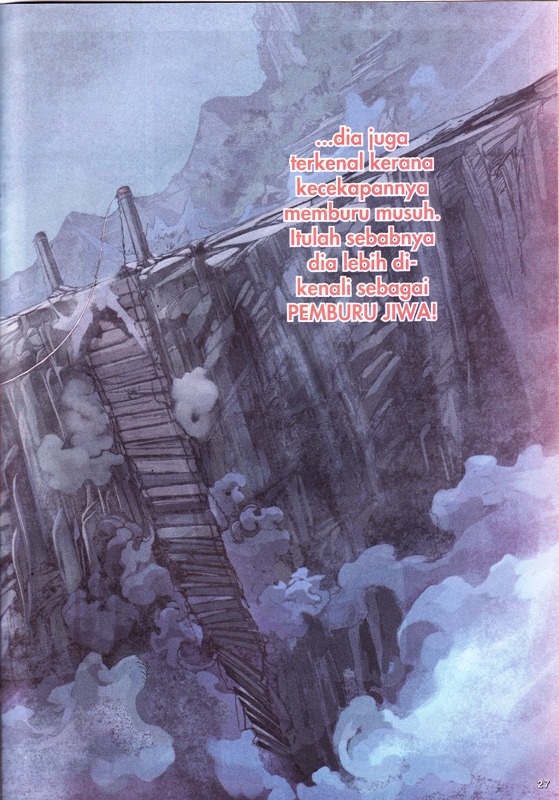 ...dia juga
terkenal kerana
kecekapannya
memburu musuh.
Itulah sebabnya
dia lebih di-
kenali sebagai
PEMBURU JIWA!
27